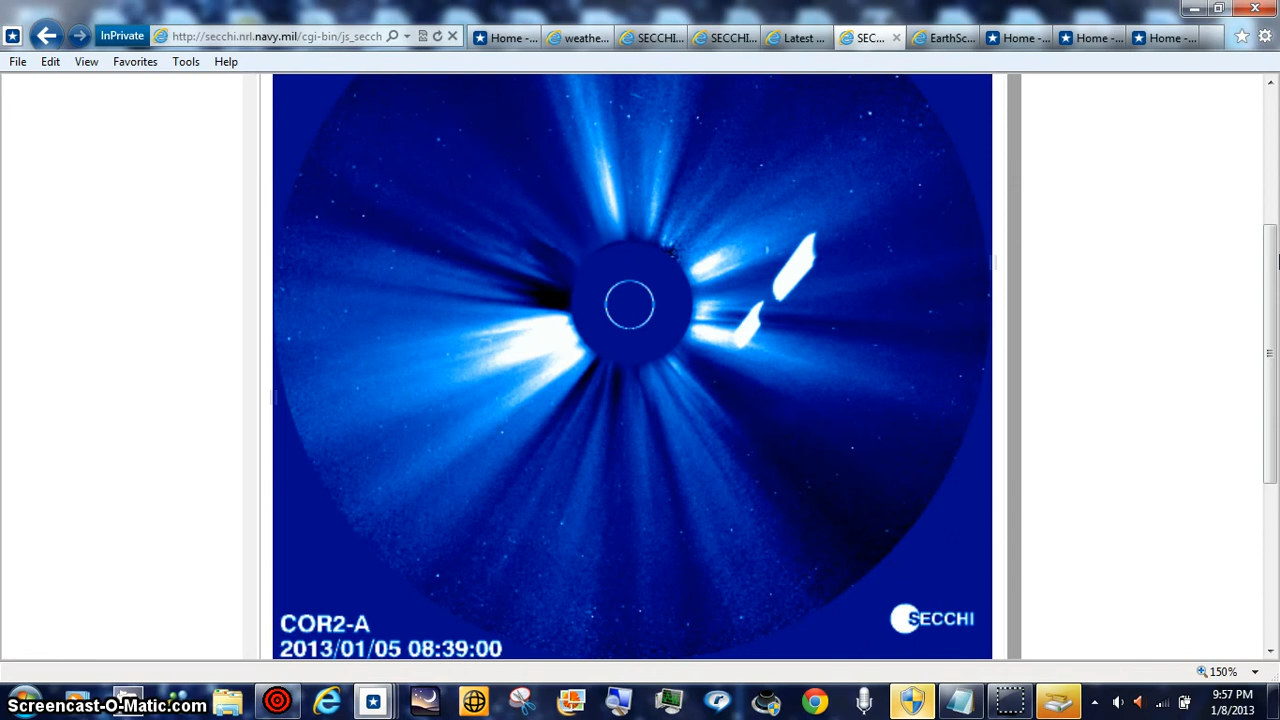 InPrivate
http://secchi.nrl.navy.mil/cgi-bin/js_secch
Home -...
weathe...
SECCHI...
SECCHI...
Latest ...
SEC...
EarthSc...
Home -...
Home -...
Home -...
File Edit View Favorites Tools Help
COR2-A
2013/01/05 08:39:00
SECCHI
150%
Screencast-O-Matic.com
9:57 PM
1/8/2013